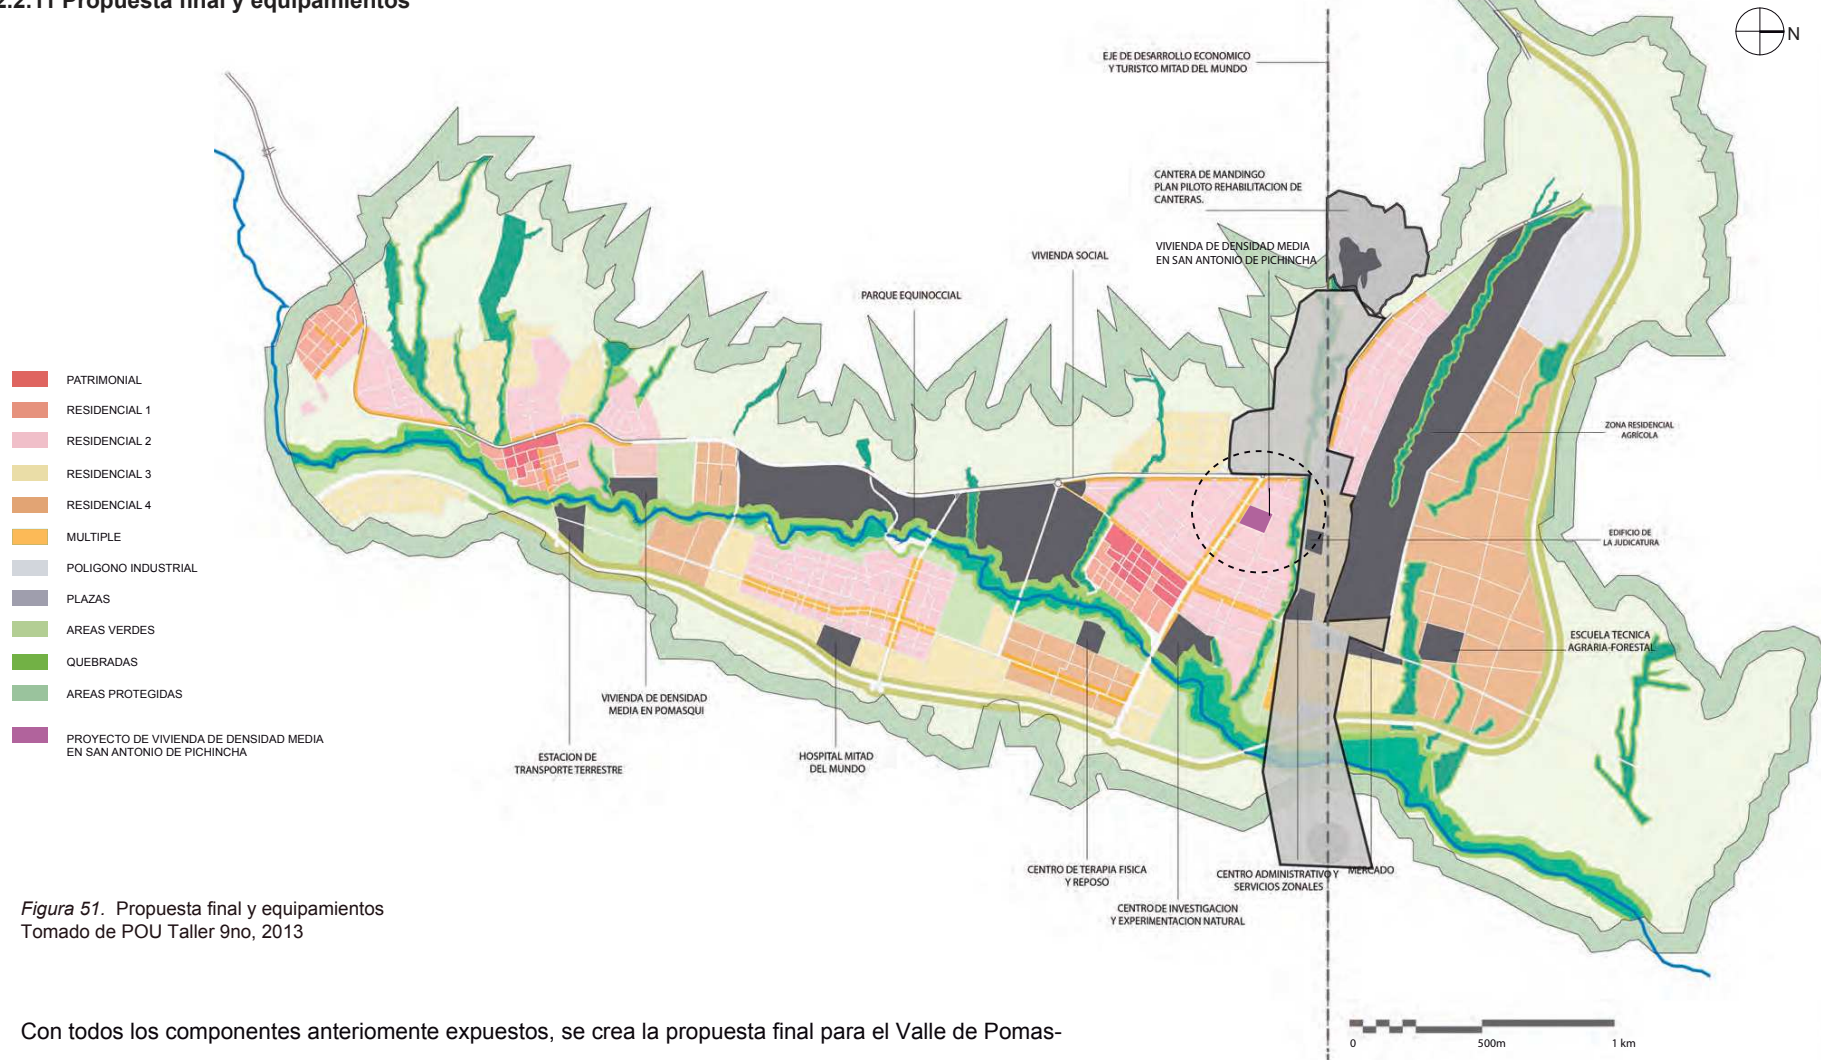 2.2.11 Propuesta final y equipamientos
N
EJE DE DESARROLLO ECONOMICO
Y TURISTCO MITAD DEL MUNDO
CANTERA DE MANDINGO
PLAN PILOTO REHABILITACION DE
CANTERAS.
VIVIENDA DE DENSIDAD MEDIA
EN SAN ANTONIO DE PICHINCHA
VIVIENDA SOCIAL
PARQUE EQUINOCCIAL
PATRIMONIAL
RESIDENCIAL 1
RESIDENCIAL 2
RESIDENCIAL 3
RESIDENCIAL 4
MULTIPLE
POLIGONO INDUSTRIAL
PLAZAS
AREAS VERDES
QUEBRADAS
AREAS PROTEGIDAS
PROYECTO DE VIVIENDA DE DENSIDAD MEDIA
EN SAN ANTONIO DE PICHINCHA
ZONA RESIDENCIAL
AGRÍCOLA
EDIFICIO DE
LA JUDICATURA
ESCUELA TECNICA
AGRARIA-FORESTAL
VIVIENDA DE DENSIDAD
MEDIA EN POMASQUI
ESTACION DE
TRANSPORTE TERRESTRE
HOSPITAL MITAD
DEL MUNDO
CENTRO DE TERAPIA FISICA
Y REPOSO
CENTRO DE INVESTIGACION
Y EXPERIMENTACION NATURAL
CENTRO ADMINISTRATIVO Y
SERVICIOS ZONALES
MERCADO
Figura 51. Propuesta final y equipamientos
Tomado de POU Taller 9no, 2013
Con todos los componentes anteriomente expuestos, se crea la propuesta final para el Valle de Pomas-
0 500m 1 km